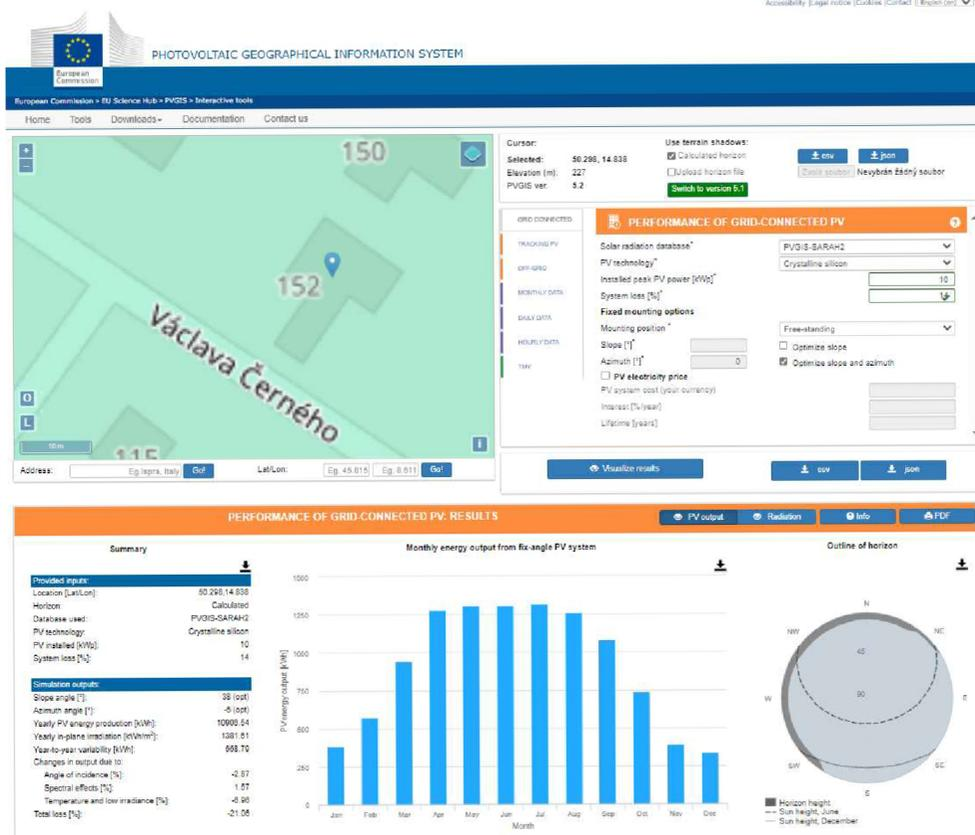 Accessibility |Legal notice |Cookies |Contact | English (en)
European
Commission
PHOTOVOLTAIC GEOGRAPHICAL INFORMATION SYSTEM
European Commission > EU Science Hub > PVGIS > Interactive tools
Home Tools Downloads Documentation Contact us
+
−
150
152
Václava Černého
115
O
L
10 m
i
Address: Eg Ispra, Italy Go! Lat/Lon: Eg. 45.815 Eg. 8.611 Go!
Cursor:
Selected: 50.298, 14.838
Elevation (m): 227
PVGIS ver. 5.2
Use terrain shadows:
Calculated horizon
Upload horizon file
Switch to version 5.1
csv json
Zvolit soubor Nevybrán žádný soubor
GRID CONNECTED
TRACKING PV
OFF-GRID
MONTHLY DATA
DAILY DATA
HOURLY DATA
TMY
PERFORMANCE OF GRID-CONNECTED PV ?
Solar radiation database* PVGIS-SARAH2
PV technology* Crystalline silicon
Installed peak PV power [kWp]* 10
System loss [%]*
Fixed mounting options
Mounting position * Free-standing
Slope [°]* Optimize slope
Azimuth [°]* 0 Optimize slope and azimuth
PV electricity price
PV system cost (your currency)
Interest [%/year]
Lifetime [years]
Visualize results csv json
PERFORMANCE OF GRID-CONNECTED PV: RESULTS PV output Radiation Info PDF
Summary
Provided inputs:
Location [Lat/Lon]: 50.298,14.838
Horizon: Calculated
Database used: PVGIS-SARAH2
PV technology: Crystalline silicon
PV installed [kWp]: 10
System loss [%]: 14
Simulation outputs:
Slope angle [°]: 38 (opt)
Azimuth angle [°]: -6 (opt)
Yearly PV energy production [kWh]: 10906.54
Yearly in-plane irradiation [kWh/m²]: 1381.61
Year-to-year variability [kWh]: 568.79
Changes in output due to:
Angle of incidence [%]: -2.87
Spectral effects [%]: 1.57
Temperature and low irradiance [%]: -6.96
Total loss [%]: -21.06
Monthly energy output from fix-angle PV system
PV energy output [kWh]
1500
1250
1000
750
500
250
0
Jan Feb Mar Apr May Jun Jul Aug Sep Oct Nov Dec
Month
Outline of horizon
N
NW NE
45
W 90 E
SW SE
S
Horizon height
Sun height, June
Sun height, December